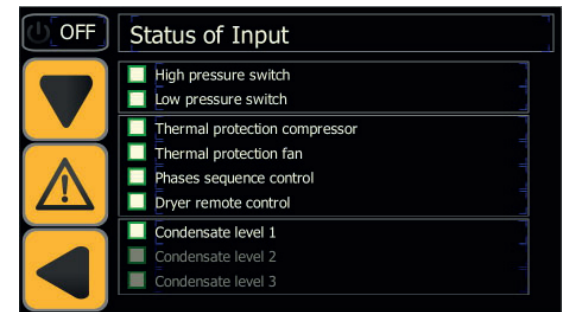 OFF
Status of Input
High pressure switch
Low pressure switch
Thermal protection compressor
Thermal protection fan
Phases sequence control
Dryer remote control
Condensate level 1
Condensate level 2
Condensate level 3